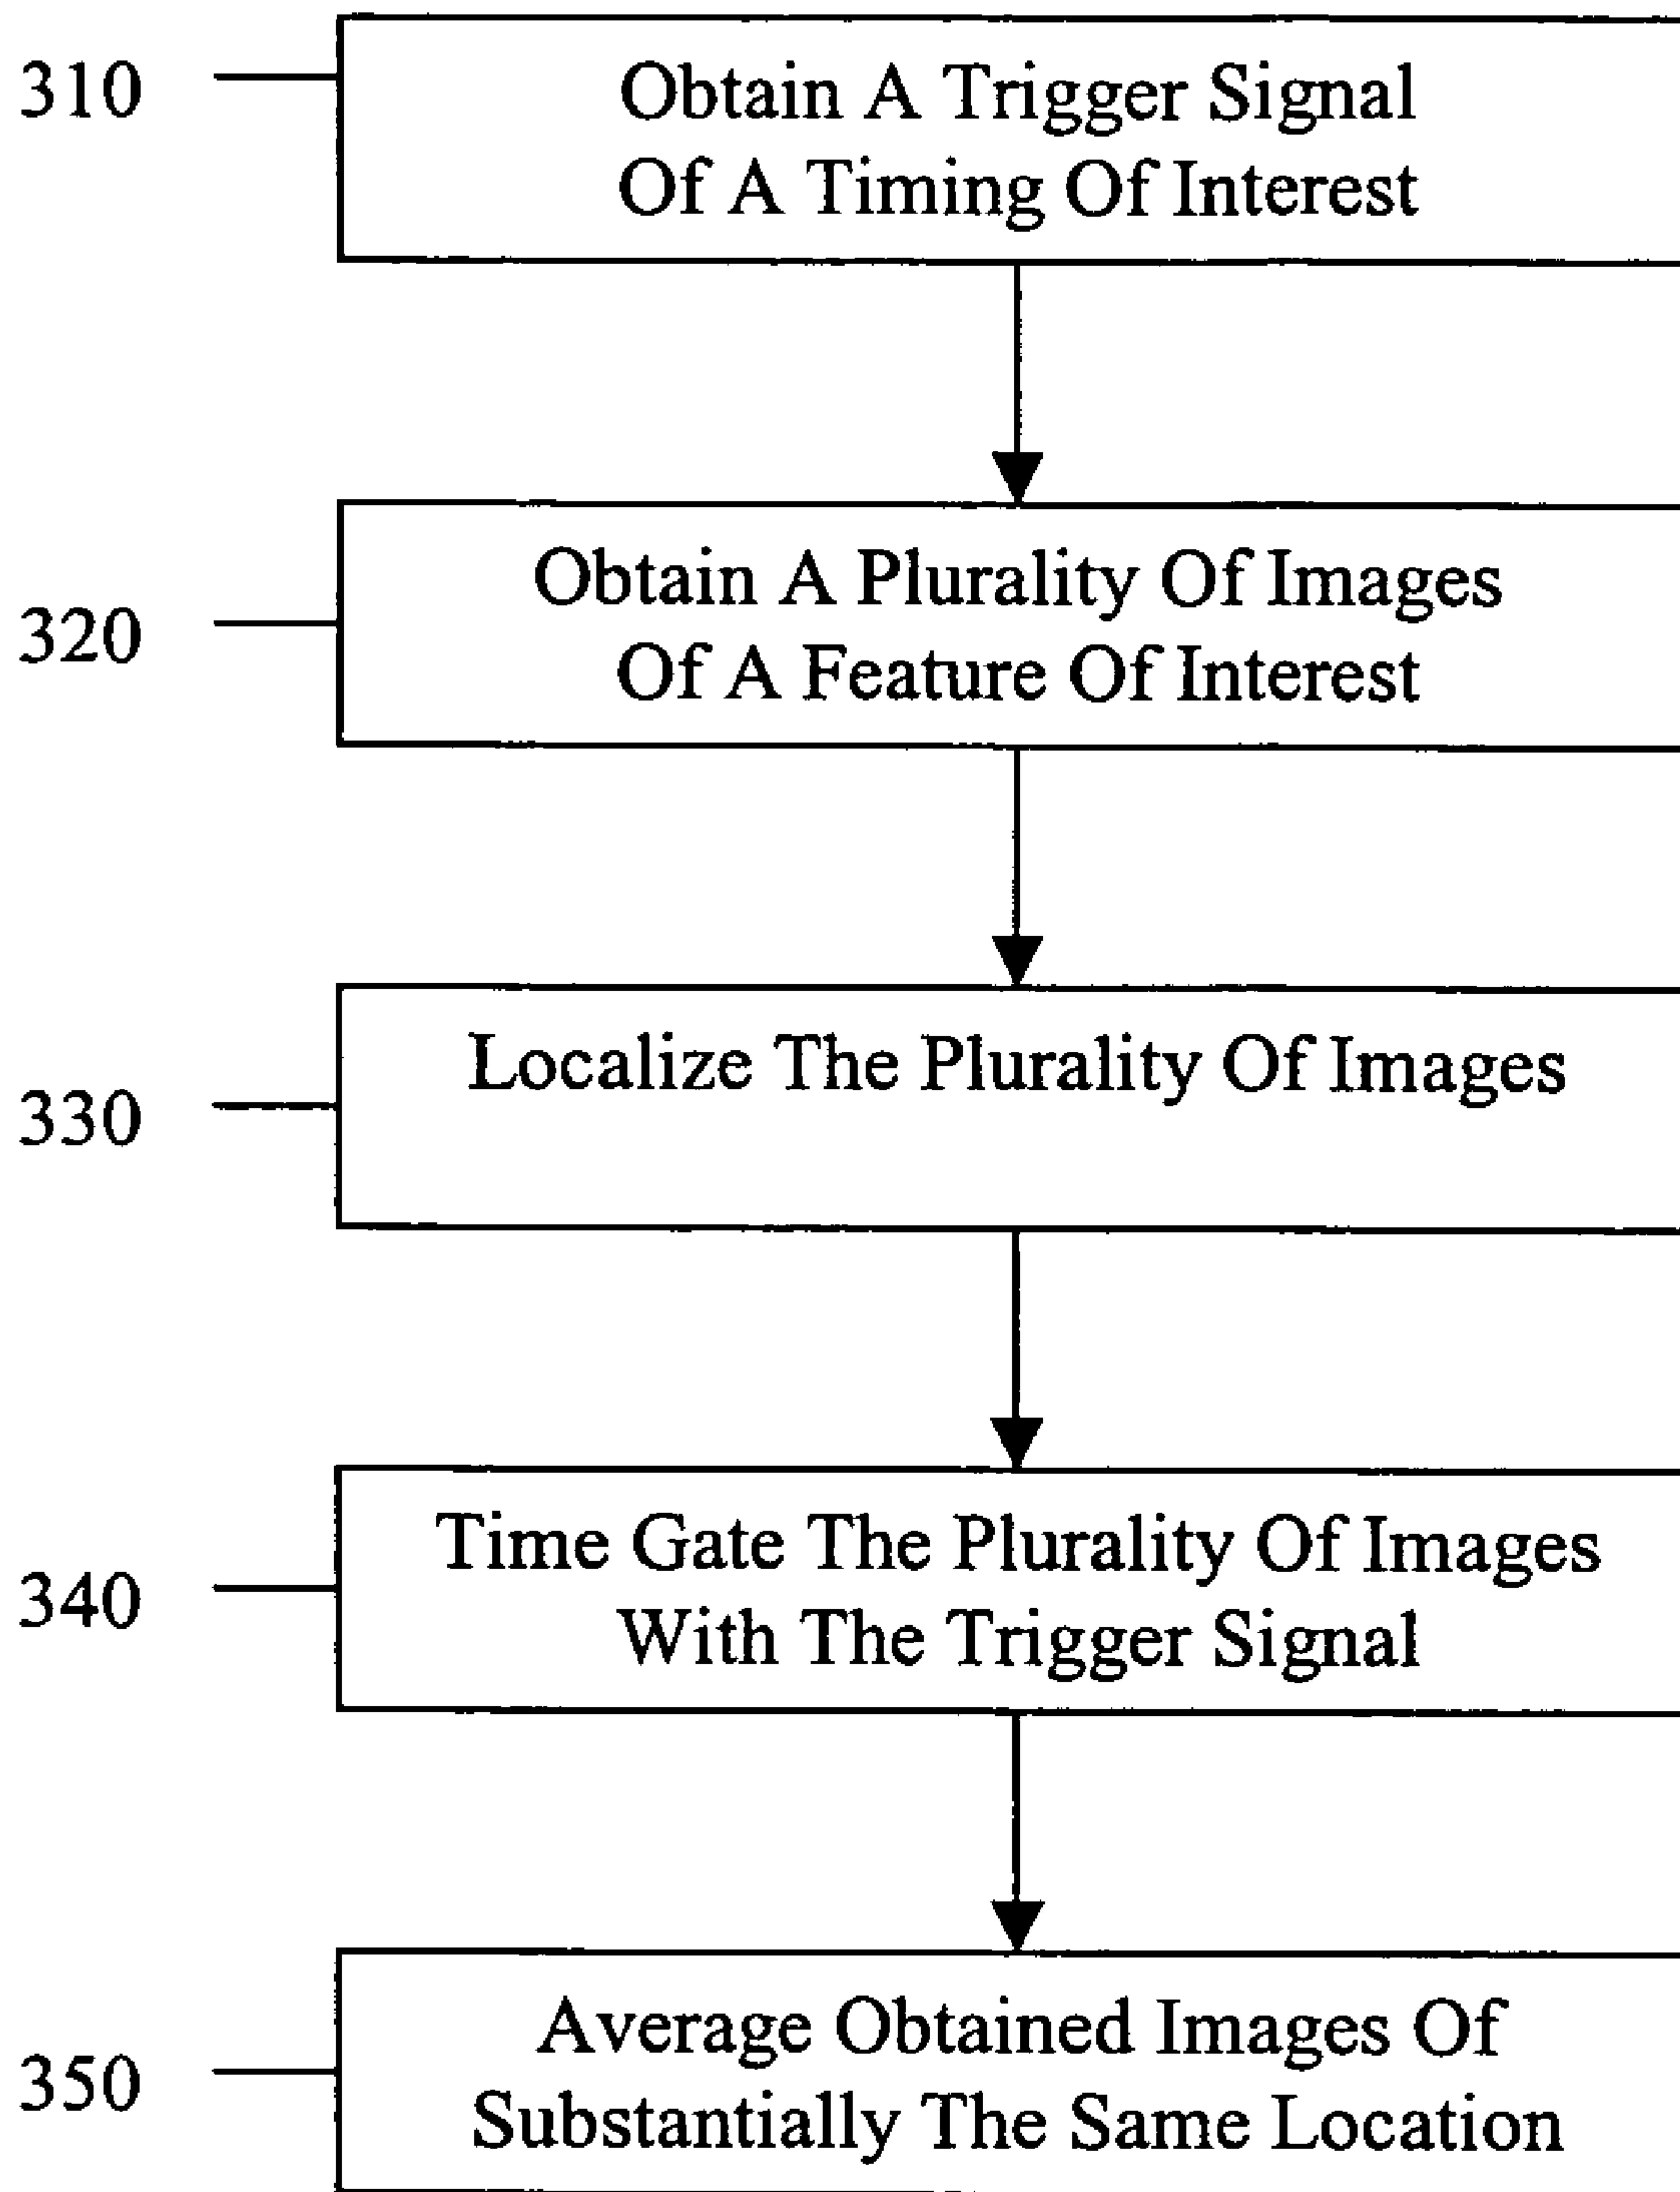 310
Obtain A Trigger Signal
Of A Timing Of Interest
320
Obtain A Plurality Of Images
Of A Feature Of Interest
330
Localize The Plurality Of Images
340
Time Gate The Plurality Of Images
With The Trigger Signal
350
Average Obtained Images Of
Substantially The Same Location